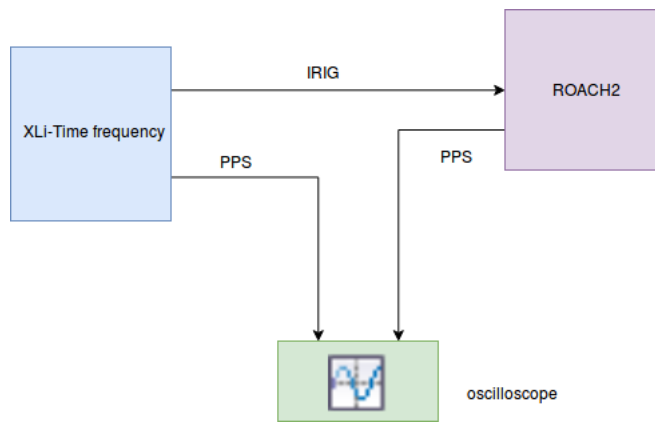 IRIG
ROACH2
XLi-Time frequency
PPS
PPS
oscilloscope